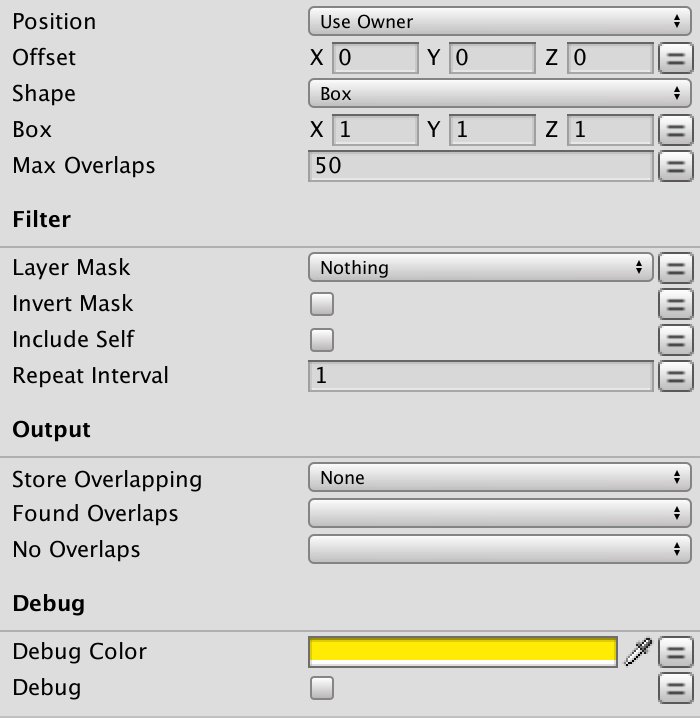 Position Use Owner
Offset X 0 Y 0 Z 0
Shape Box
Box X 1 Y 1 Z 1
Max Overlaps 50
Filter
Layer Mask Nothing
Invert Mask
Include Self
Repeat Interval 1
Output
Store Overlapping None
Found Overlaps
No Overlaps
Debug
Debug Color
Debug